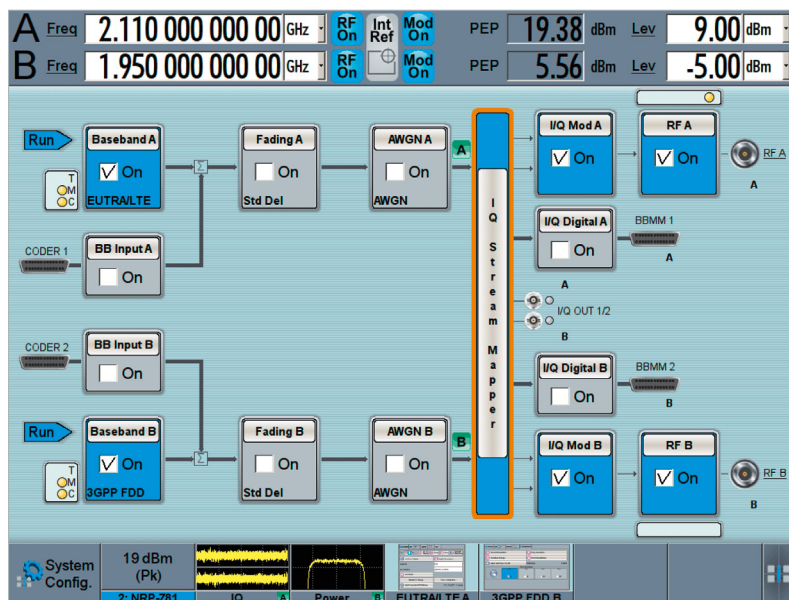 A Freq 2.110 000 000 00 GHz RF On Int Ref Mod On PEP 19.38 dBm Lev 9.00 dBm
B Freq 1.950 000 000 00 GHz RF On Mod On PEP 5.56 dBm Lev -5.00 dBm
Run
Baseband A
On
EUTRA/LTE
T
M
C
Σ
Fading A
On
Std Del
AWGN A
On
AWGN
A
I/Q Mod A
On
RF A
On
RF A
A
CODER 1
BB Input A
On
IQ Stream Mapper
I/Q Digital A
On
BBMM 1
A
A
I/Q OUT 1/2
B
CODER 2
BB Input B
On
I/Q Digital B
On
BBMM 2
B
Run
Baseband B
On
3GPP FDD
T
M
C
Σ
Fading B
On
Std Del
AWGN B
On
AWGN
B
I/Q Mod B
On
RF B
On
RF B
B
System Config.
19 dBm
(Pk)
2: NRP-Z81
IQ A
Power B
EUTRA/LTE A
3GPP FDD B